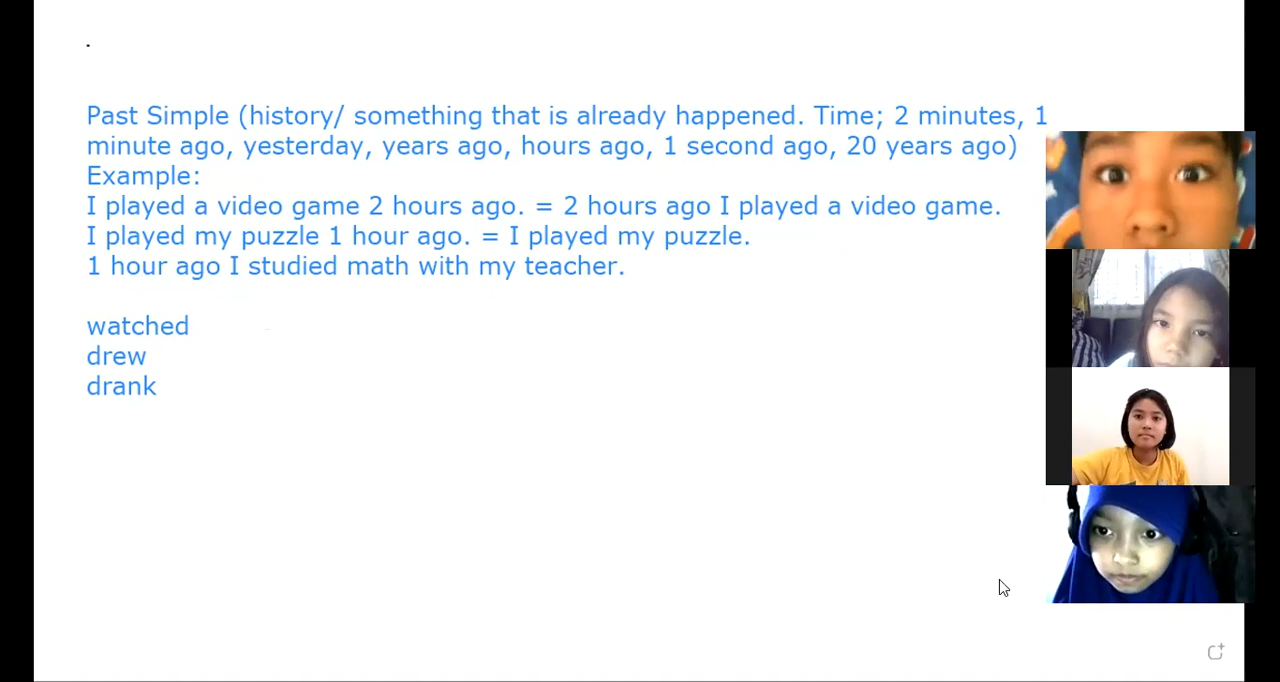 .
Past Simple (history/ something that is already happened. Time; 2 minutes, 1
minute ago, yesterday, years ago, hours ago, 1 second ago, 20 years ago)
Example:
I played a video game 2 hours ago. = 2 hours ago I played a video game.
I played my puzzle 1 hour ago. = I played my puzzle.
1 hour ago I studied math with my teacher.
watched
drew
drank